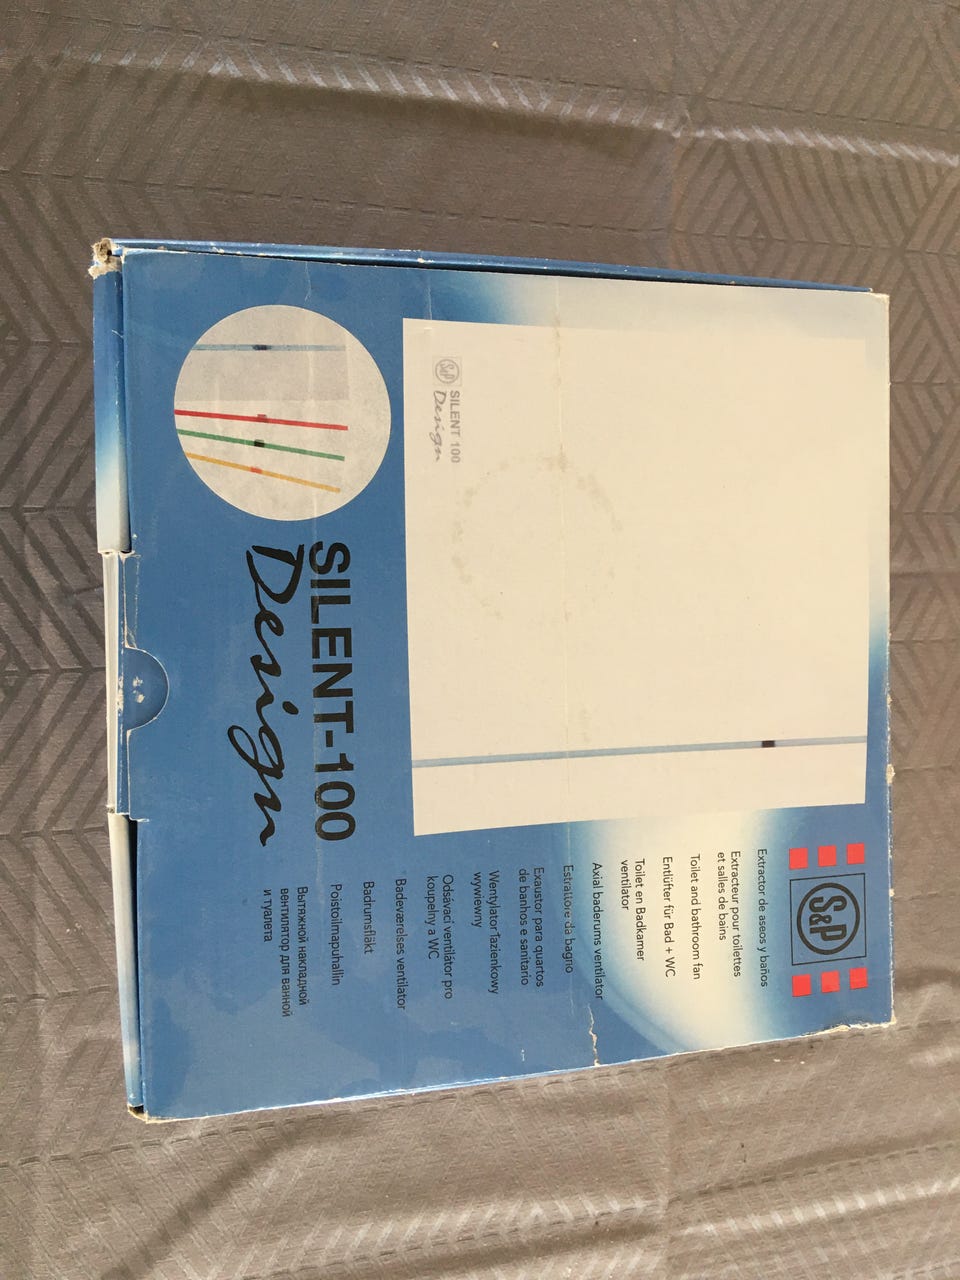 S&P SILENT 100
Design
SILENT-100
Design
S&P
Extractor de aseos y baños
Extracteur pour toilettes
et salles de bains
Toilet and bathroom fan
Entlüfter für Bad + WC
Toilet en Badkamer
ventilator
Axial baderums ventilator
Estrattore da bagno
Exaustor para quartos
de banhos e sanitario
Wentylator łazienkowy
wywiewny
Odsávací ventilátor pro
koupelny a WC
Badeværelses ventilator
Badrumsfläkt
Poistoilmapuhallin
Вытяжной накладной
вентилятор для ванной
и туалета